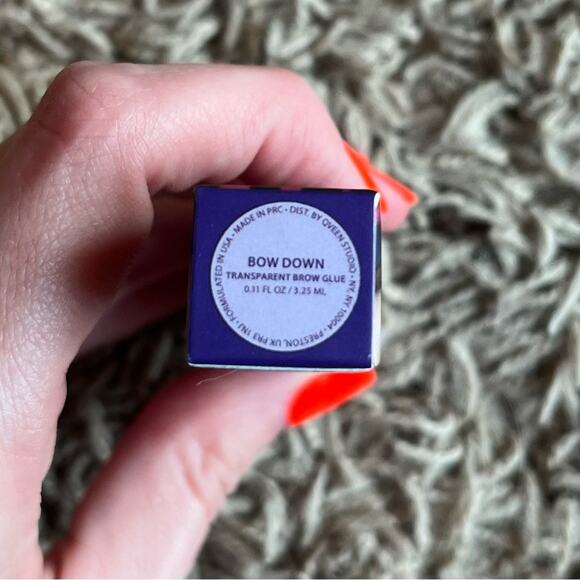 BOW DOWN
TRANSPARENT BROW GLUE
0.11 FL OZ / 3.25 ML
FORMULATED IN USA • MADE IN PRC • DIST. BY QVEEN STUDIO • NY, NY 10004 • PRESTON, UK PR3 1NJ •